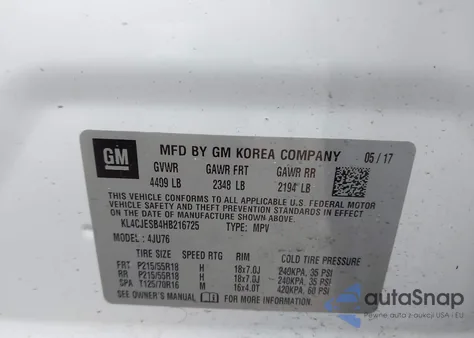 GM
MFD BY GM KOREA COMPANY 05 / 17
GVWR GAWR FRT GAWR RR
4409 LB 2348 LB 2194 LB
THIS VEHICLE CONFORMS TO ALL APPLICABLE U.S. FEDERAL MOTOR
VEHICLE SAFETY AND THEFT PREVENTION STANDARDS IN EFFECT ON THE
DATE OF MANUFACTURE SHOWN ABOVE.
KL4CJESB4HB216725 TYPE: MPV
MODEL : 4JU76
TIRE SIZE SPEED RTG RIM COLD TIRE PRESSURE
FRT P215/55R18 H 18x7.0J 240KPA, 35 PSI
RR P215/55R18 H 18x7.0J 240KPA, 35 PSI
SPA T125/70R16 M 16x4.0T 420KPA, 60 PSI
SEE OWNER'S MANUAL FOR MORE INFORMATION.
autoSnap
Auto z aukcji USA - EU